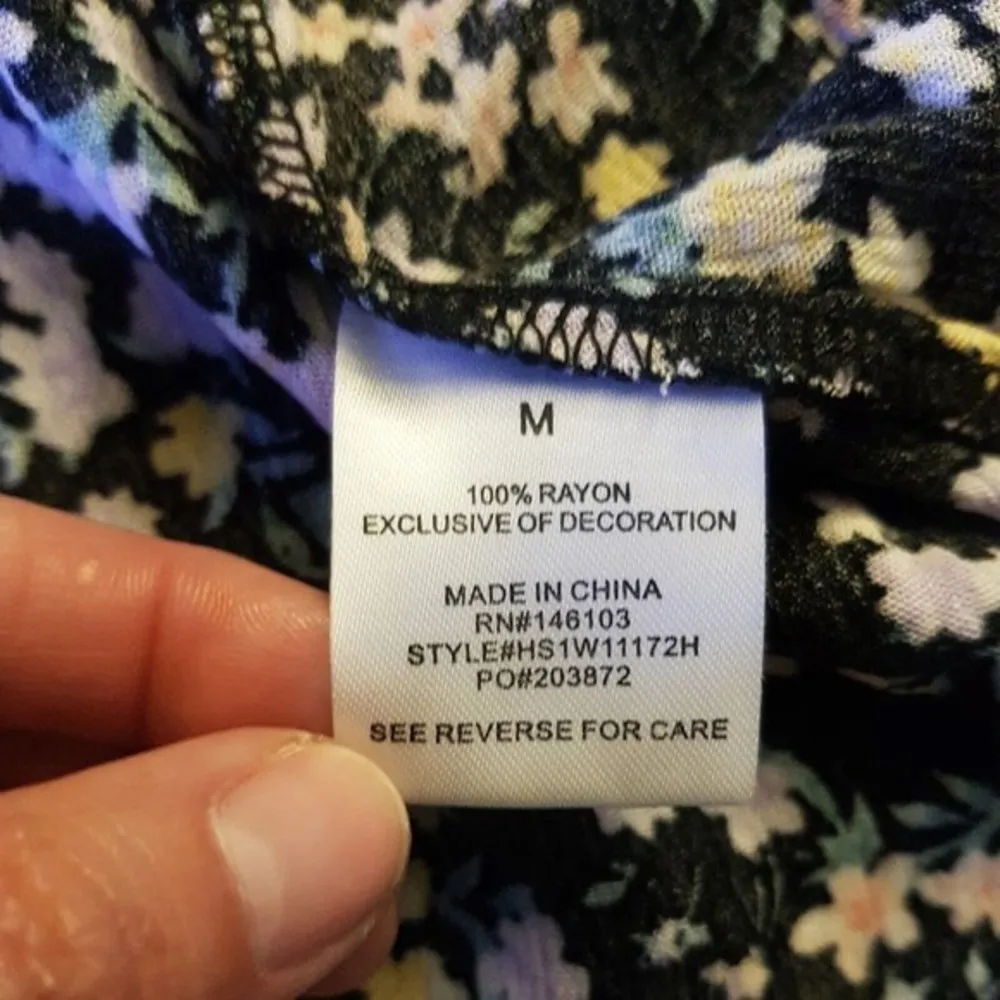 M
100% RAYON
EXCLUSIVE OF DECORATION
MADE IN CHINA
RN#146103
STYLE#HS1W11172H
PO#203872
SEE REVERSE FOR CARE